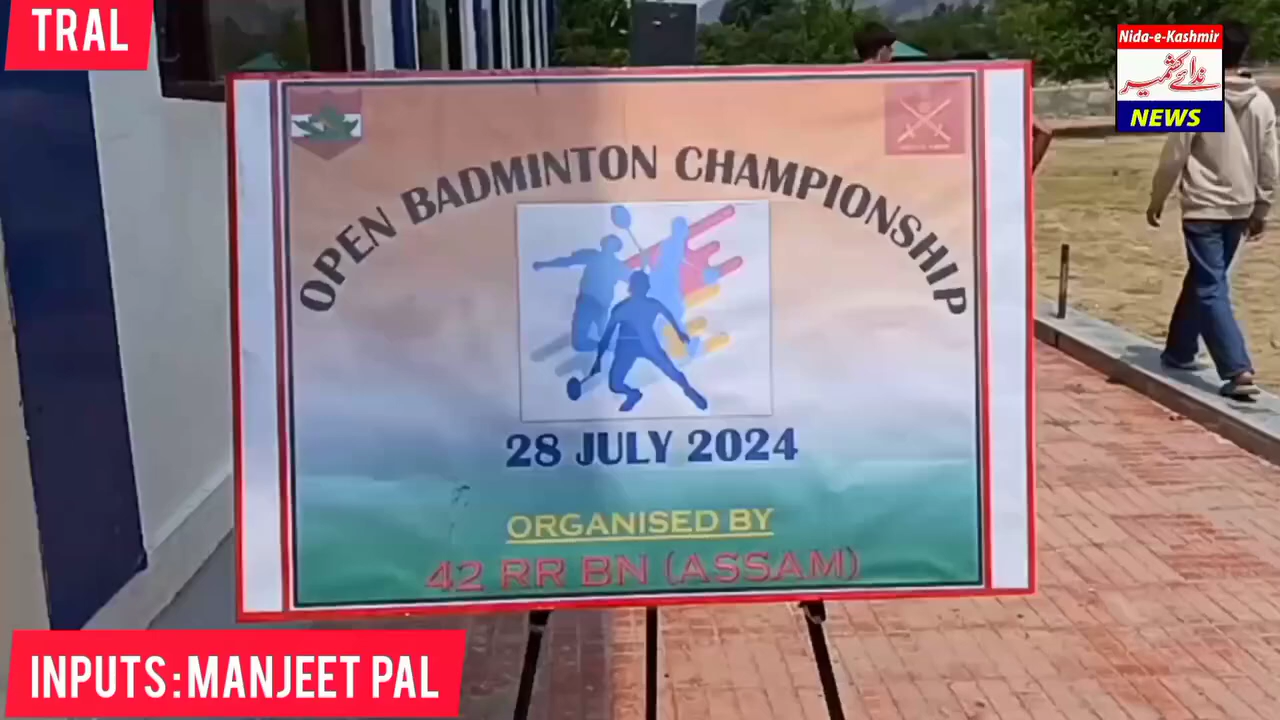 TRAL
Nida-e-Kashmir
ندائے کشمیر
NEWS
OPEN BADMINTON CHAMPIONSHIP
28 JULY 2024
ORGANISED BY
42 RR BN (ASSAM)
INPUTS:MANJEET PAL